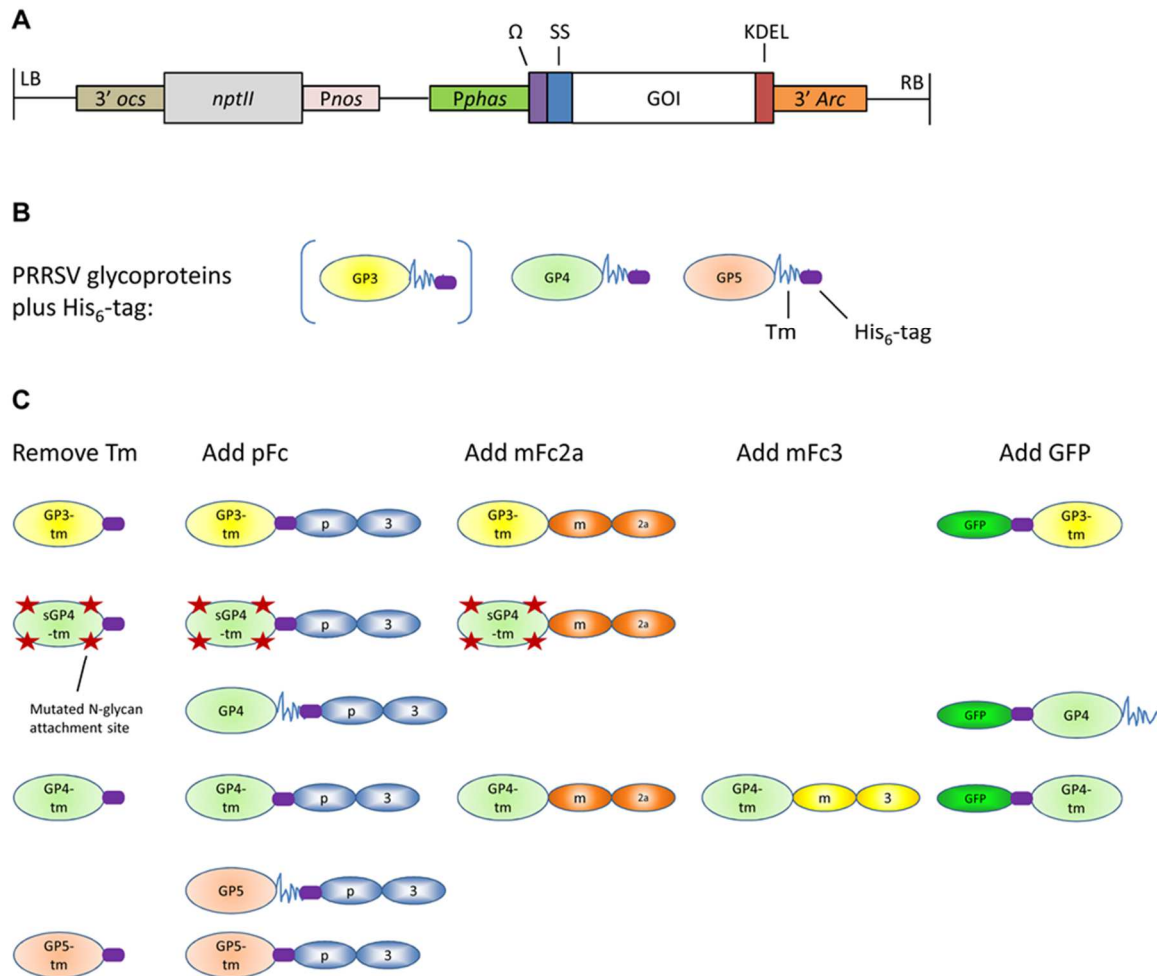 A
Ω SS KDEL
LB 3' ocs nptII Pnos Pphas GOI 3' Arc RB
B
PRRSV glycoproteins
plus His6-tag:
GP3 GP4 GP5
Tm His6-tag
C
Remove Tm Add pFc Add mFc2a Add mFc3 Add GFP
GP3-
tm
GP3-
tm p 3
GP3-
tm m 2a
GFP GP3-
tm
sGP4
-tm
sGP4
-tm p 3
sGP4
-tm m 2a
Mutated N-glycan
attachment site
GP4 p 3
GFP GP4
GP4-
tm
GP4-
tm p 3
GP4-
tm m 2a
GP4-
tm m 3
GFP GP4-
tm
GP5 p 3
GP5-
tm
GP5-
tm p 3